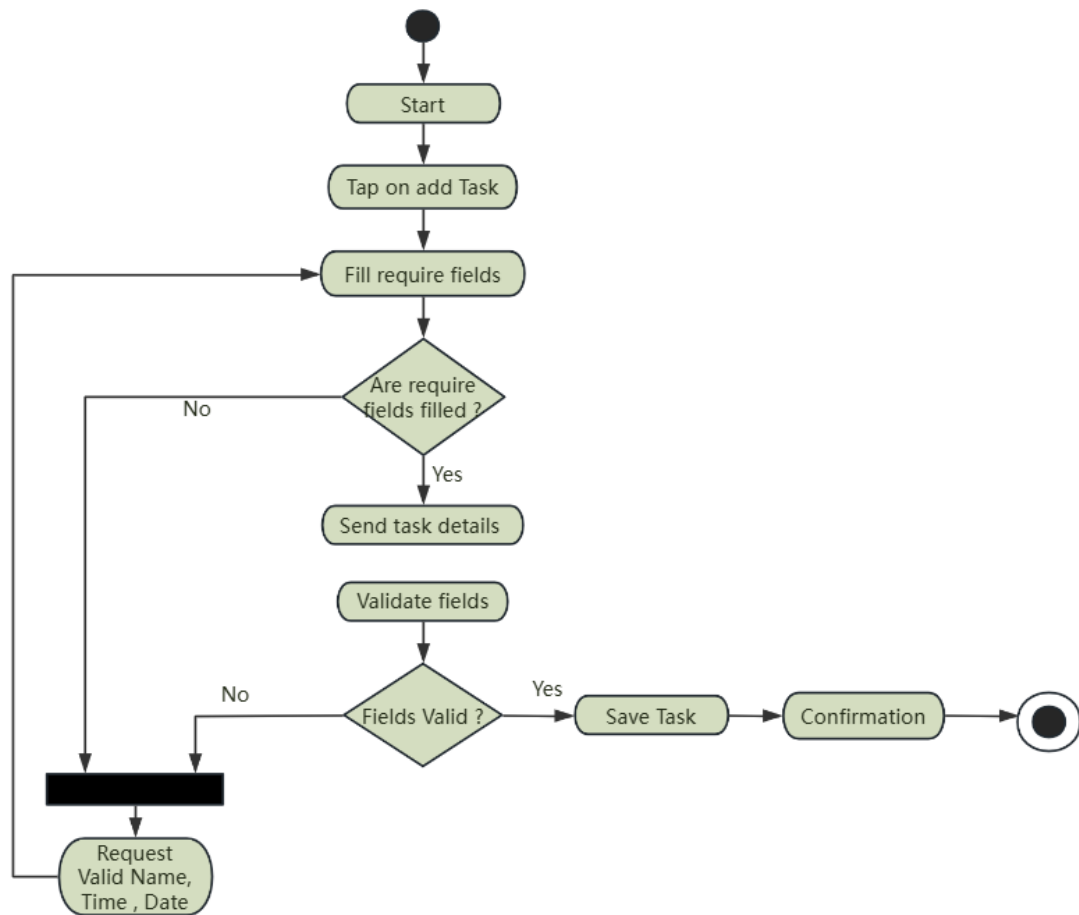 Start
Tap on add Task
Fill require fields
Are require
fields filled ?
No
Yes
Send task details
Validate fields
Fields Valid ?
No
Yes
Save Task
Confirmation
Request
Valid Name,
Time , Date